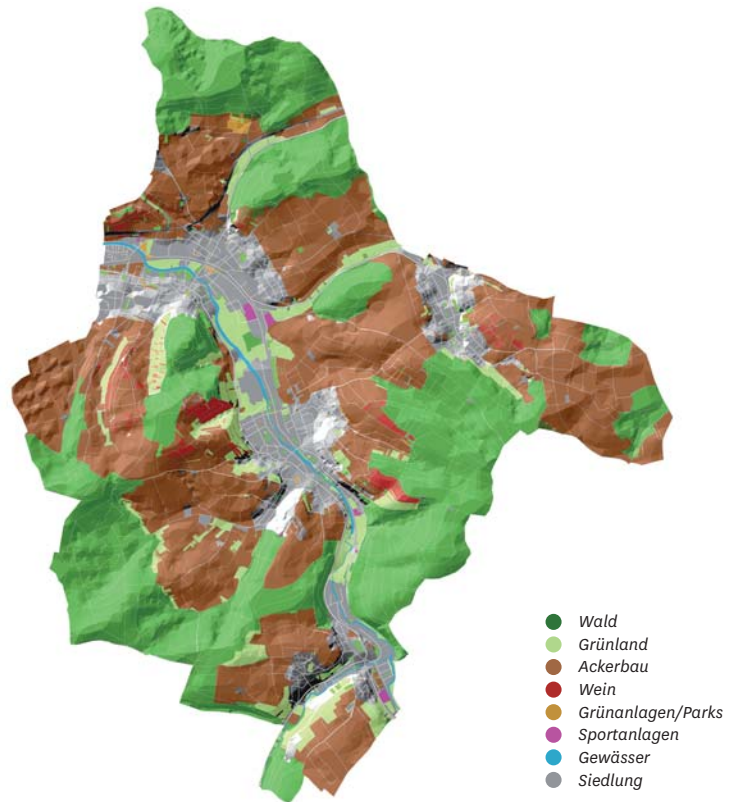 Wald
Grünland
Ackerbau
Wein
Grünanlagen/Parks
Sportanlagen
Gewässer
Siedlung